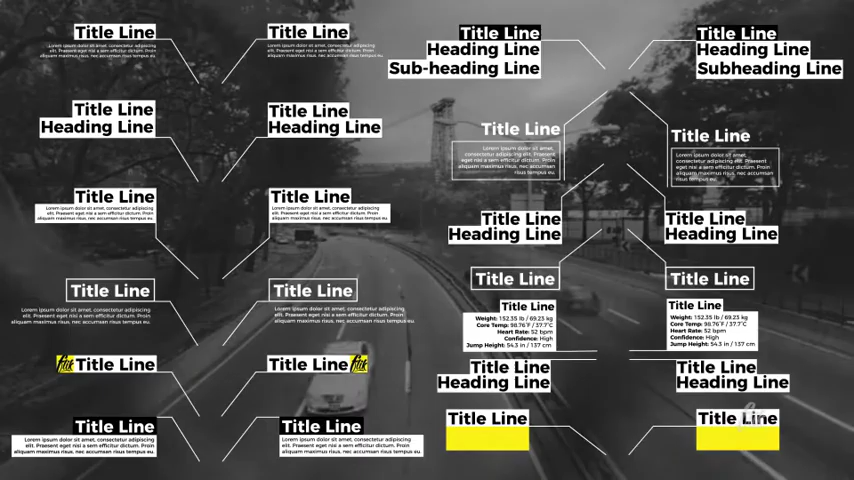 Title Line
Lorem ipsum dolor sit amet, consectetur adipiscing
elit. Praesent eget nisi a sem efficitur dictum. Proin
aliquam risus mauris, nec accumsan risus tempus eu.
Title Line
Lorem ipsum dolor sit amet, consectetur adipiscing
elit. Praesent eget nisi a sem efficitur dictum. Proin
aliquam risus mauris, nec accumsan risus tempus eu.
Title Line
Heading Line
Sub-heading Line
Title Line
Heading Line
Subheading Line
Title Line
Heading Line
Title Line
Heading Line
Title Line
Lorem ipsum dolor sit amet,
consectetur adipiscing elit. Praesent
eget nisi a sem efficitur dictum. Proin
aliquam risus mauris, nec accumsan
risus tempus eu.
Title Line
Lorem ipsum dolor sit amet,
consectetur adipiscing elit. Praesent
eget nisi a sem efficitur dictum. Proin
aliquam risus mauris, nec accumsan
risus tempus eu.
Title Line
Lorem ipsum dolor sit amet, consectetur adipiscing
elit. Praesent eget nisi a sem efficitur dictum. Proin
aliquam risus mauris, nec accumsan risus tempus eu.
Title Line
Lorem ipsum dolor sit amet, consectetur adipiscing
elit. Praesent eget nisi a sem efficitur dictum. Proin
aliquam risus mauris, nec accumsan risus tempus eu.
Title Line
Heading Line
Title Line
Heading Line
Title Line
Lorem ipsum dolor sit amet, consectetur adipiscing
elit. Praesent eget nisi a sem efficitur dictum. Proin
aliquam risus mauris, nec accumsan risus tempus eu.
Title Line
Lorem ipsum dolor sit amet, consectetur adipiscing
elit. Praesent eget nisi a sem efficitur dictum. Proin
aliquam risus mauris, nec accumsan risus tempus eu.
Title Line
Title Line
Title Line
Weight: 152.35 lb / 69.23 kg
Core Temp: 98.76˚F / 37.7˚C
Heart Rate: 52 bpm
Confidence: High
Jump Height: 54.3 in / 137 cm
Title Line
Weight: 152.35 lb / 69.23 kg
Core Temp: 98.76˚F / 37.7˚C
Heart Rate: 52 bpm
Confidence: High
Jump Height: 54.3 in / 137 cm
Title Line
Title Line
Title Line
Heading Line
Title Line
Heading Line
Title Line
Lorem ipsum dolor sit amet, consectetur adipiscing
elit. Praesent eget nisi a sem efficitur dictum. Proin
aliquam risus mauris, nec accumsan risus tempus eu.
Title Line
Lorem ipsum dolor sit amet, consectetur adipiscing
elit. Praesent eget nisi a sem efficitur dictum. Proin
aliquam risus mauris, nec accumsan risus tempus eu.
Title Line
Title Line